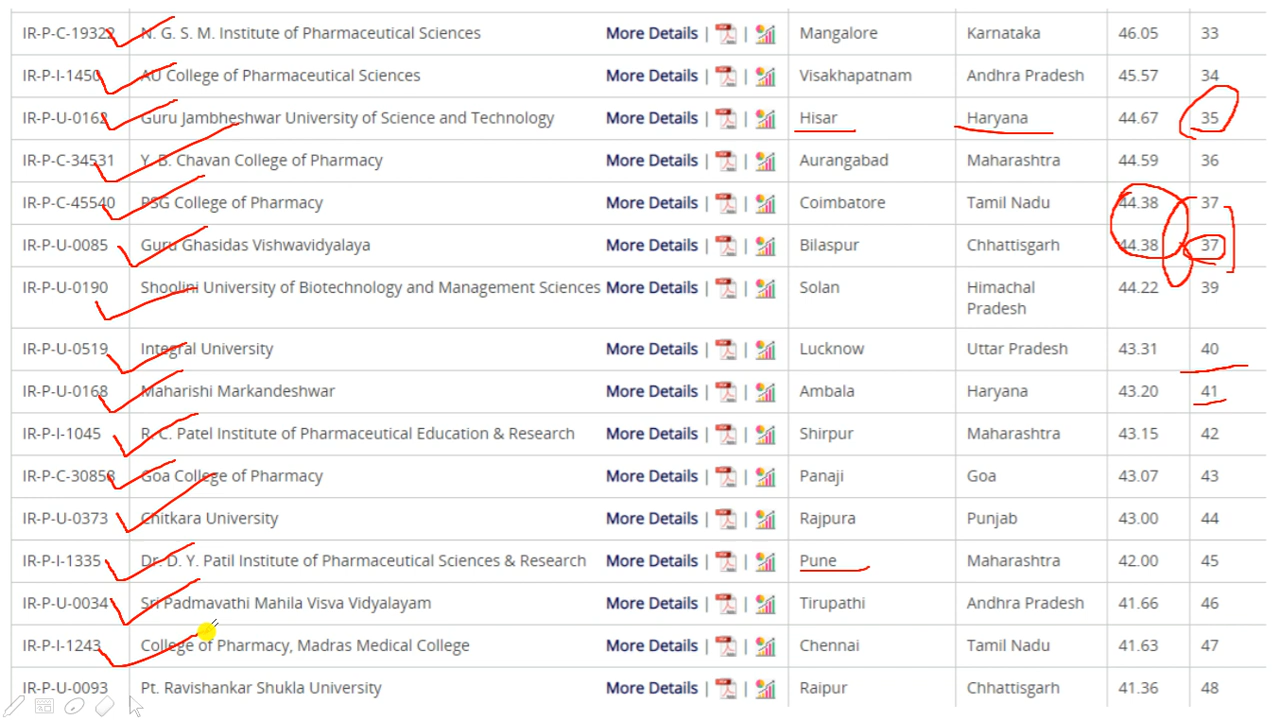 IR-P-C-19322 N. G. S. M. Institute of Pharmaceutical Sciences More Details | | Mangalore Karnataka 46.05 33
IR-P-I-1450 AU College of Pharmaceutical Sciences More Details | | Visakhapatnam Andhra Pradesh 45.57 34
IR-P-U-0162 Guru Jambheshwar University of Science and Technology More Details | | Hisar Haryana 44.67 35
IR-P-C-34531 Y. B. Chavan College of Pharmacy More Details | | Aurangabad Maharashtra 44.59 36
IR-P-C-45540 PSG College of Pharmacy More Details | | Coimbatore Tamil Nadu 44.38 37
IR-P-U-0085 Guru Ghasidas Vishwavidyalaya More Details | | Bilaspur Chhattisgarh 44.38 37
IR-P-U-0190 Shoolini University of Biotechnology and Management Sciences More Details | | Solan Himachal 44.22 39
Pradesh
IR-P-U-0519 Integral University More Details | | Lucknow Uttar Pradesh 43.31 40
IR-P-U-0168 Maharishi Markandeshwar More Details | | Ambala Haryana 43.20 41
IR-P-I-1045 R. C. Patel Institute of Pharmaceutical Education & Research More Details | | Shirpur Maharashtra 43.15 42
IR-P-C-30853 Goa College of Pharmacy More Details | | Panaji Goa 43.07 43
IR-P-U-0373 Chitkara University More Details | | Rajpura Punjab 43.00 44
IR-P-I-1335 Dr. D. Y. Patil Institute of Pharmaceutical Sciences & Research More Details | | Pune Maharashtra 42.00 45
IR-P-U-0034 Sri Padmavathi Mahila Visva Vidyalayam More Details | | Tirupathi Andhra Pradesh 41.66 46
IR-P-I-1243 College of Pharmacy, Madras Medical College More Details | | Chennai Tamil Nadu 41.63 47
IR-P-U-0093 Pt. Ravishankar Shukla University More Details | | Raipur Chhattisgarh 41.36 48